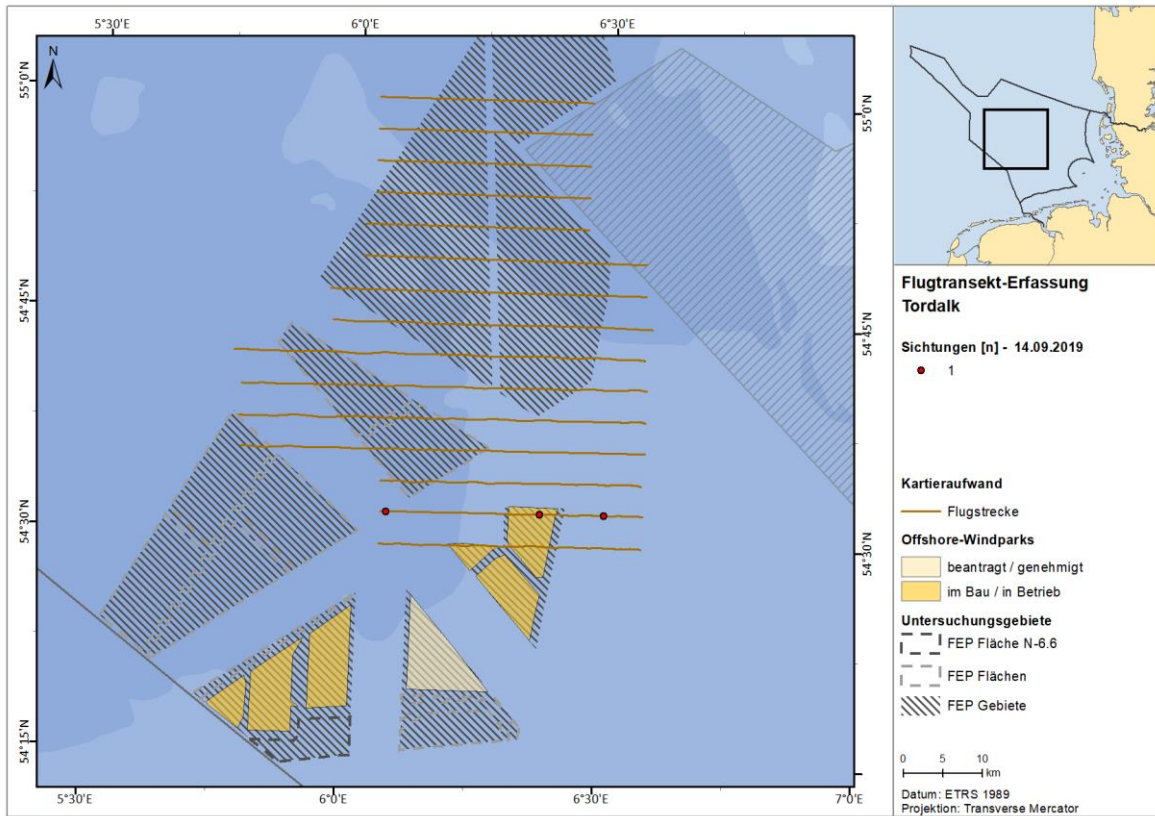 5°30'E
6°0'E
6°30'E
N
55°0'N
54°45'N
54°30'N
54°15'N
55°0'N
54°45'N
54°30'N
5°30'E
6°0'E
6°30'E
7°0'E
Flugtransekt-Erfassung
Tordalk
Sichtungen [n] - 14.09.2019
1
Kartieraufwand
Flugstrecke
Offshore-Windparks
beantragt / genehmigt
im Bau / in Betrieb
Untersuchungsgebiete
FEP Fläche N-6.6
FEP Flächen
FEP Gebiete
0 5 10
km
Datum: ETRS 1989
Projektion: Transverse Mercator